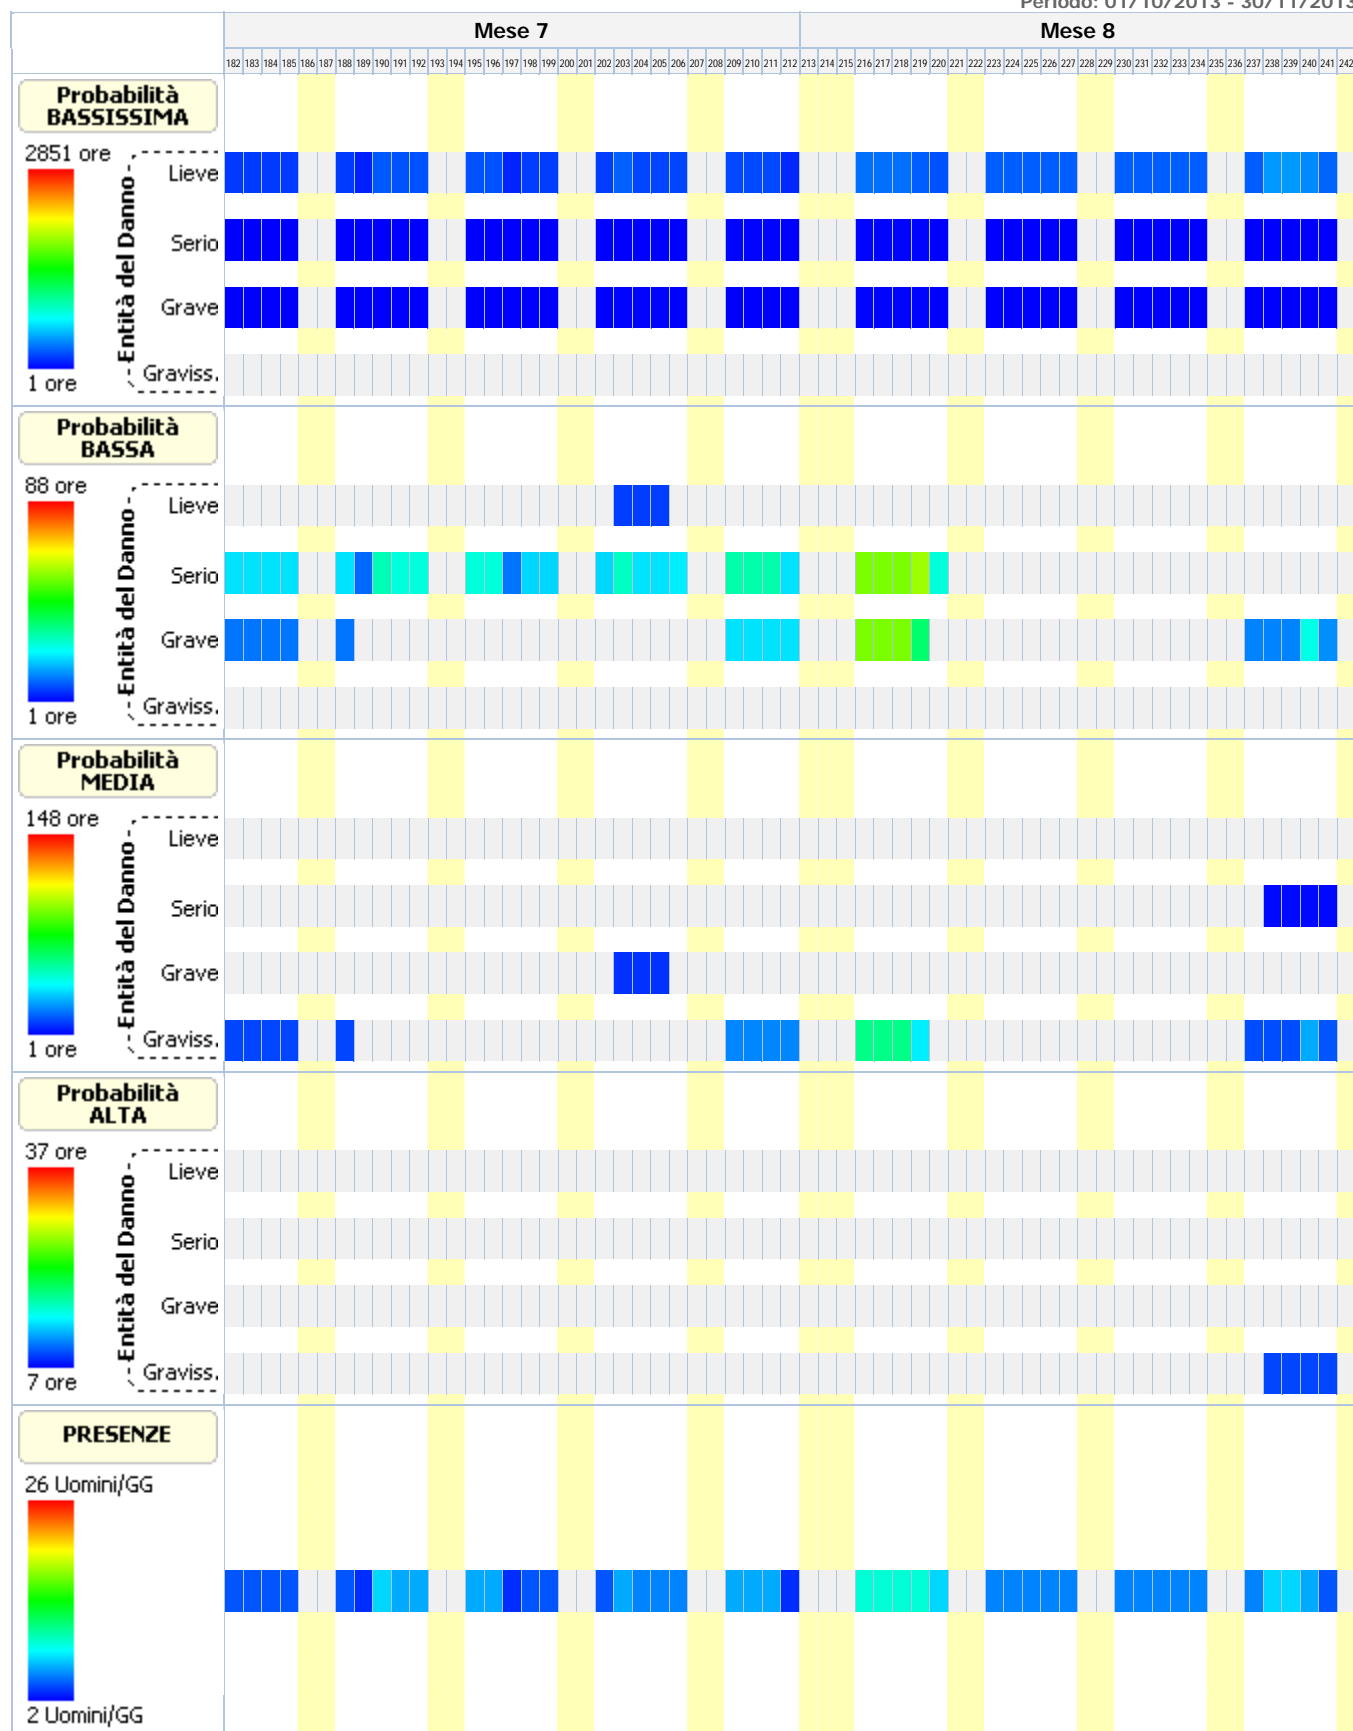 Periodo: 01/10/2013 - 30/11/2013
Mese 7 Mese 8
182 183 184 185 186 187 188 189 190 191 192 193 194 195 196 197 198 199 200 201 202 203 204 205 206 207 208 209 210 211 212 213 214 215 216 217 218 219 220 221 222 223 224 225 226 227 228 229 230 231 232 233 234 235 236 237 238 239 240 241 242
Probabilità
BASSISSIMA
2851 ore
Entità del Danno
Lieve
Serio
Grave
Graviss.
1 ore
Probabilità
BASSA
88 ore
Entità del Danno
Lieve
Serio
Grave
Graviss.
1 ore
Probabilità
MEDIA
148 ore
Entità del Danno
Lieve
Serio
Grave
Graviss.
1 ore
Probabilità
ALTA
37 ore
Entità del Danno
Lieve
Serio
Grave
Graviss.
7 ore
PRESENZE
26 Uomini/GG
2 Uomini/GG